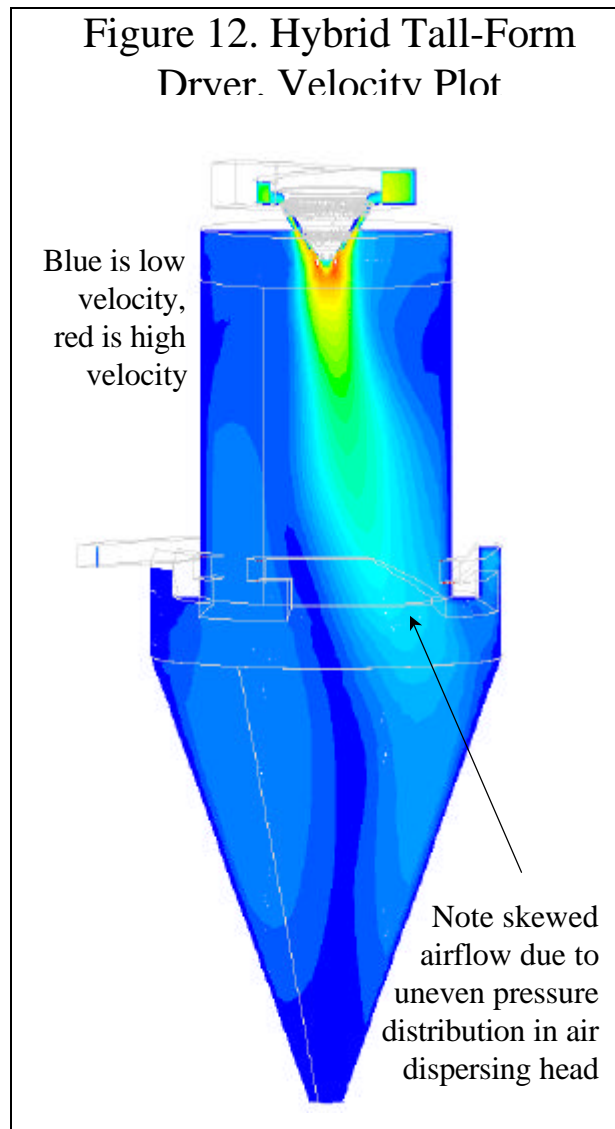 Figure 12. Hybrid Tall-Form
Dryer, Velocity Plot
Blue is low
velocity,
red is high
velocity
Note skewed
airflow due to
uneven pressure
distribution in air
dispersing head